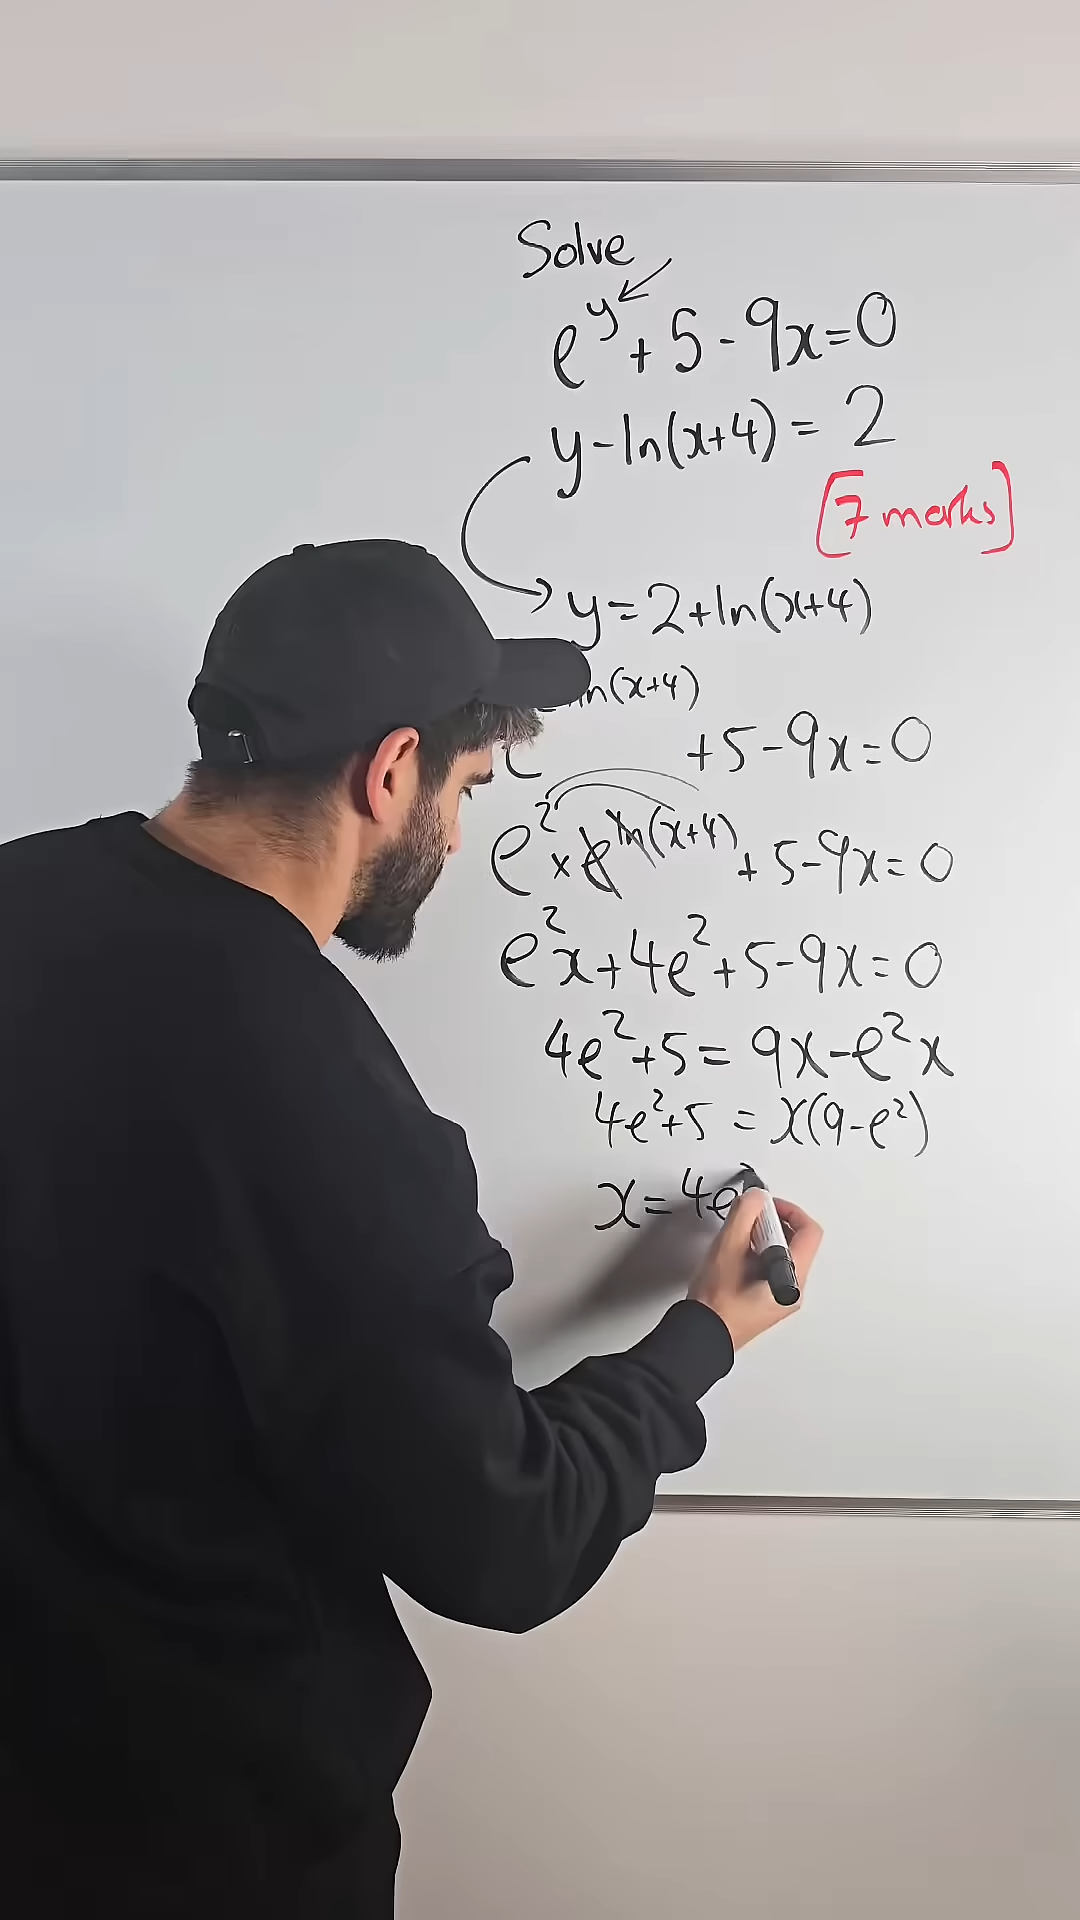 Solve
e^y + 5 - 9x = 0
y - ln(x+4) = 2
[7 marks]
y = 2 + ln(x+4)
ln(x+4)
e + 5 - 9x = 0
e^2 × e^ln(x+4) + 5 - 9x = 0
e^2x + 4e^2 + 5 - 9x = 0
4e^2 + 5 = 9x - e^2x
4e^2 + 5 = x(9 - e^2)
x = 4e